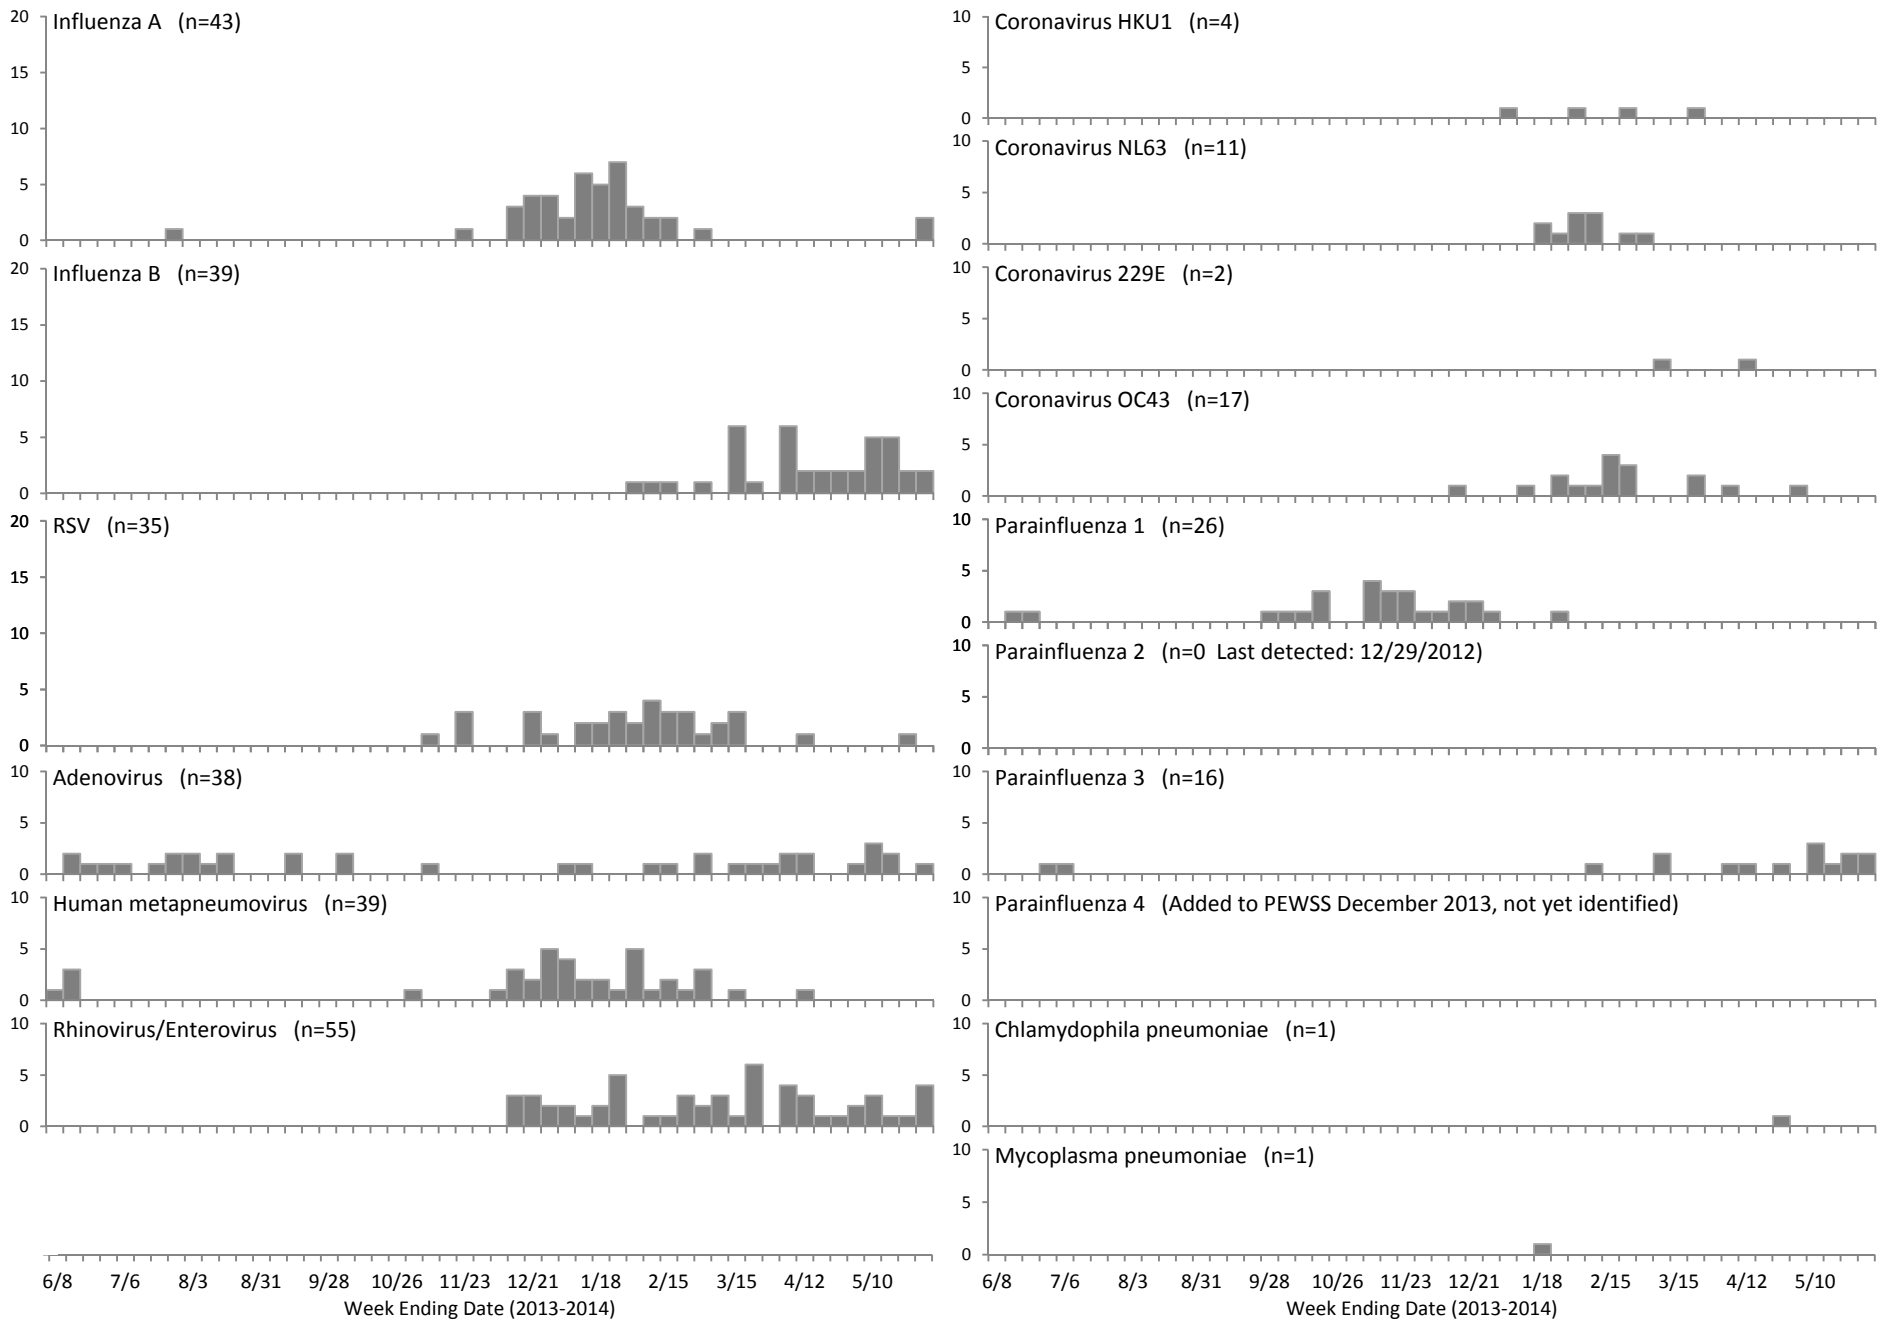 Influenza A (n=43)
20
15
10
5
0
Influenza B (n=39)
20
15
10
5
0
RSV (n=35)
20
15
10
5
0
Adenovirus (n=38)
10
5
0
Human metapneumovirus (n=39)
10
5
0
Rhinovirus/Enterovirus (n=55)
10
5
0
6/8 7/6 8/3 8/31 9/28 10/26 11/23 12/21 1/18 2/15 3/15 4/12 5/10
Week Ending Date (2013-2014)
Coronavirus HKU1 (n=4)
10
5
0
Coronavirus NL63 (n=11)
10
5
0
Coronavirus 229E (n=2)
10
5
0
Coronavirus OC43 (n=17)
10
5
0
Parainfluenza 1 (n=26)
10
5
0
Parainfluenza 2 (n=0 Last detected: 12/29/2012)
10
5
0
Parainfluenza 3 (n=16)
10
5
0
Parainfluenza 4 (Added to PEWSS December 2013, not yet identified)
10
5
0
Chlamydophila pneumoniae (n=1)
10
5
0
Mycoplasma pneumoniae (n=1)
10
5
0
6/8 7/6 8/3 8/31 9/28 10/26 11/23 12/21 1/18 2/15 3/15 4/12 5/10
Week Ending Date (2013-2014)